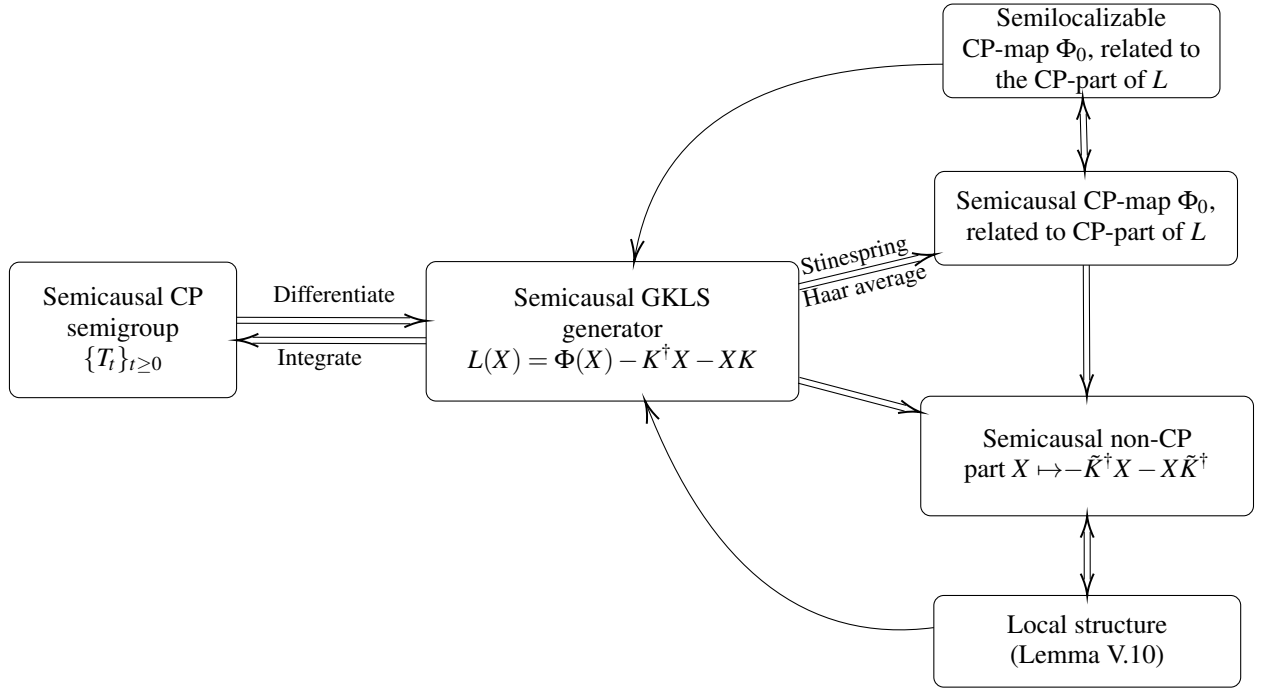 Semilocalizable
CP-map Φ₀, related to
the CP-part of L
Semicausal CP-map Φ₀,
related to CP-part of L
Stinespring
Haar average
Semicausal CP
semigroup
{Tₜ}ₜ≥₀
Differentiate
Integrate
Semicausal GKLS
generator
L(X) = Φ(X) − K†X − XK
Semicausal non-CP
part X ↦ −K̃†X − XK̃†
Local structure
(Lemma V.10)